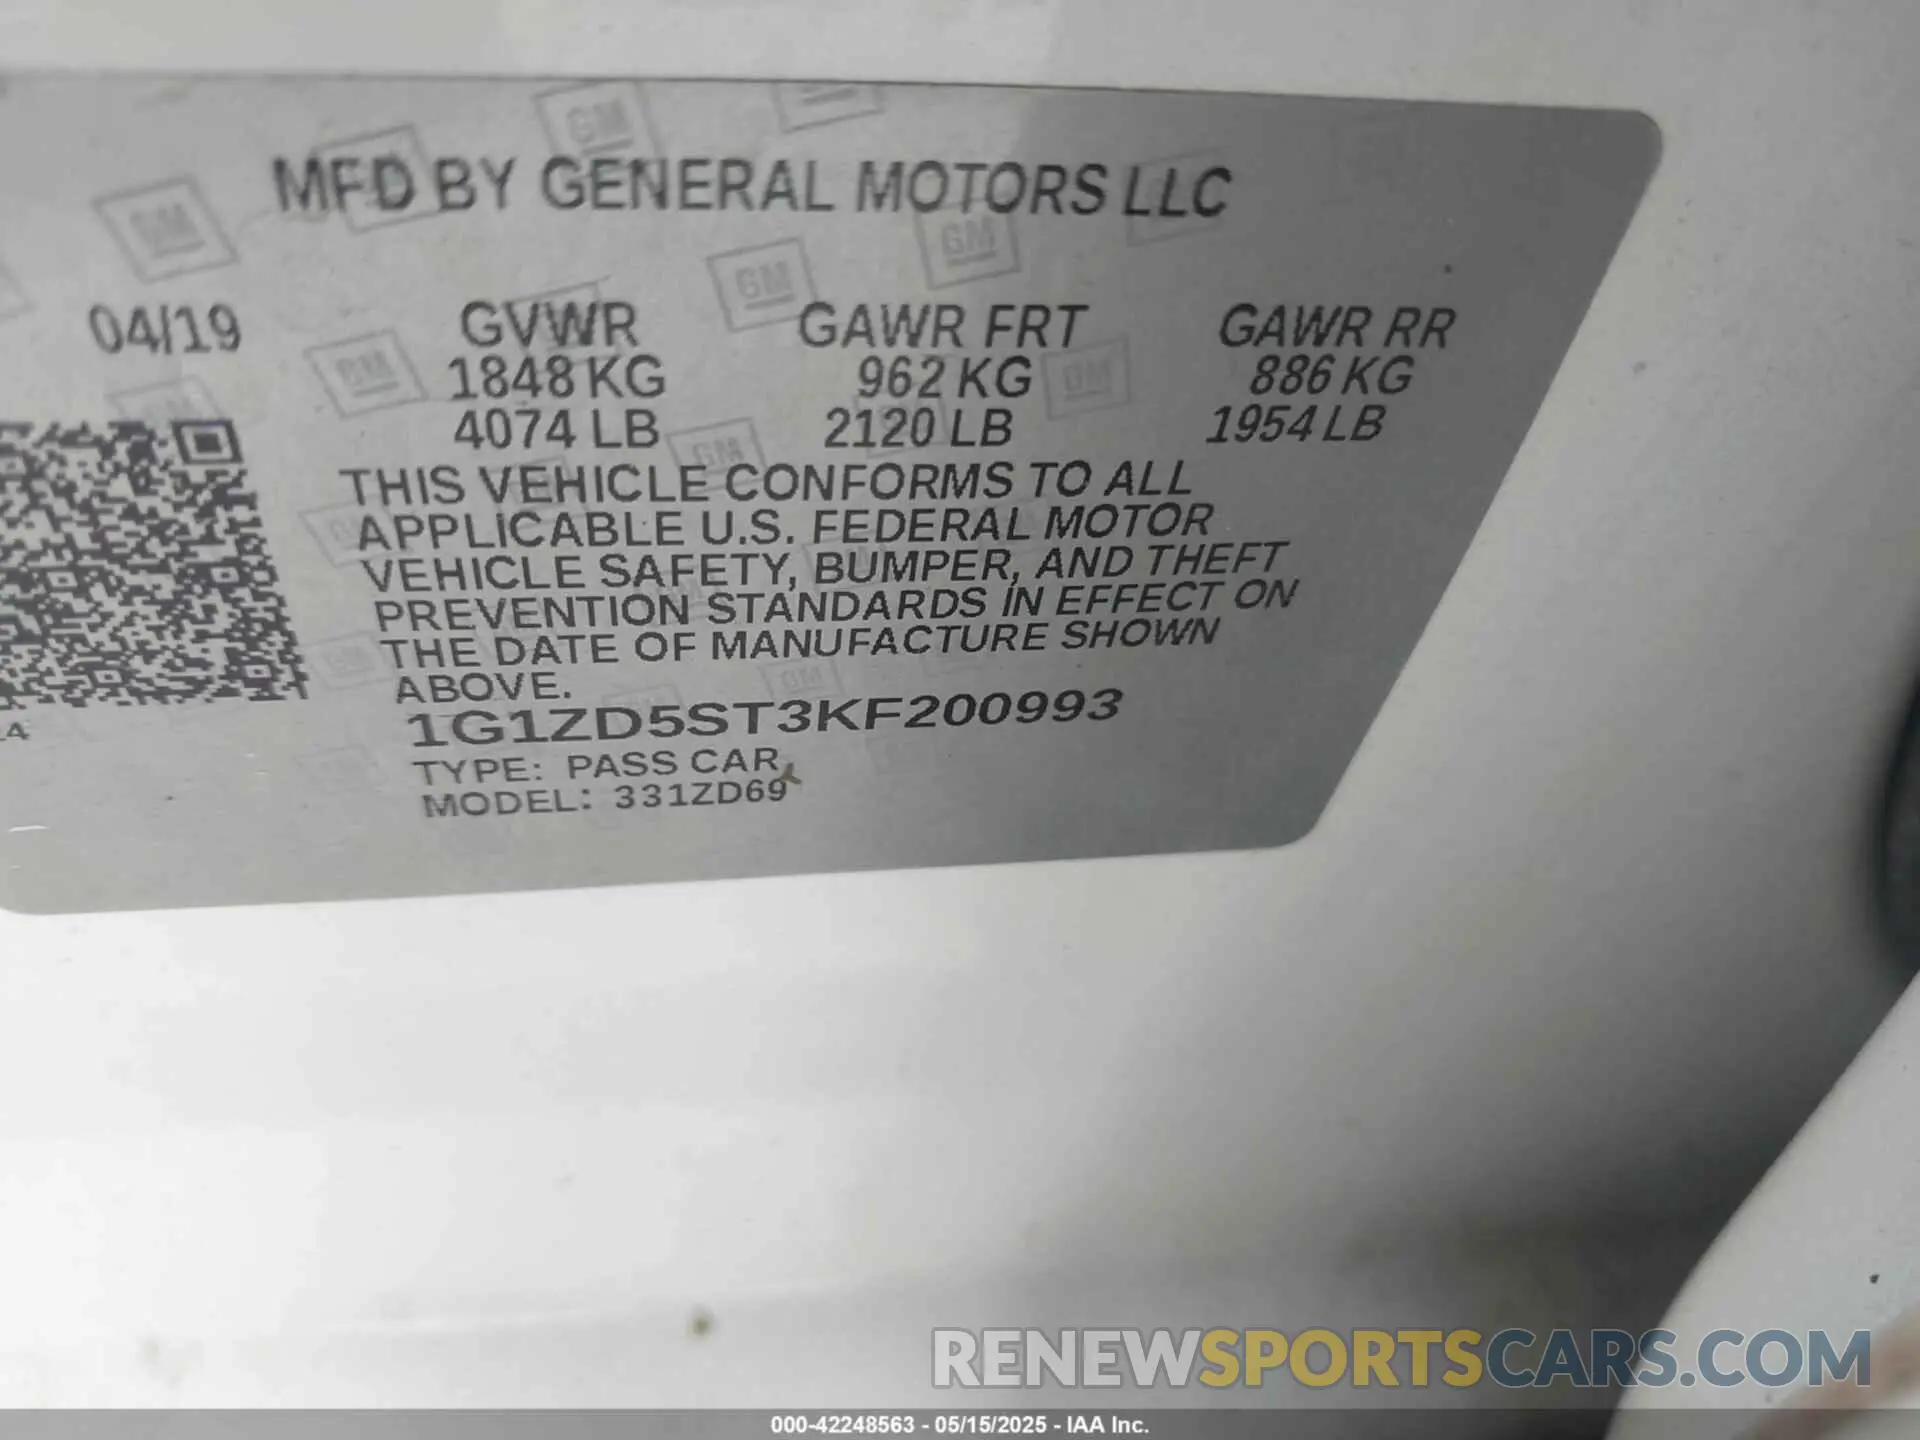 MFD BY GENERAL MOTORS LLC
04/19 GVWR GAWR FRT GAWR RR
1848 KG 962 KG 886 KG
4074 LB 2120 LB 1954 LB
THIS VEHICLE CONFORMS TO ALL
APPLICABLE U.S. FEDERAL MOTOR
VEHICLE SAFETY, BUMPER, AND THEFT
PREVENTION STANDARDS IN EFFECT ON
THE DATE OF MANUFACTURE SHOWN
ABOVE.
1G1ZD5ST3KF200993
TYPE: PASS CAR
MODEL: 331ZD69
RENEWSPORTSCARS.COM
000-42248563 - 05/15/2025 - IAA Inc.